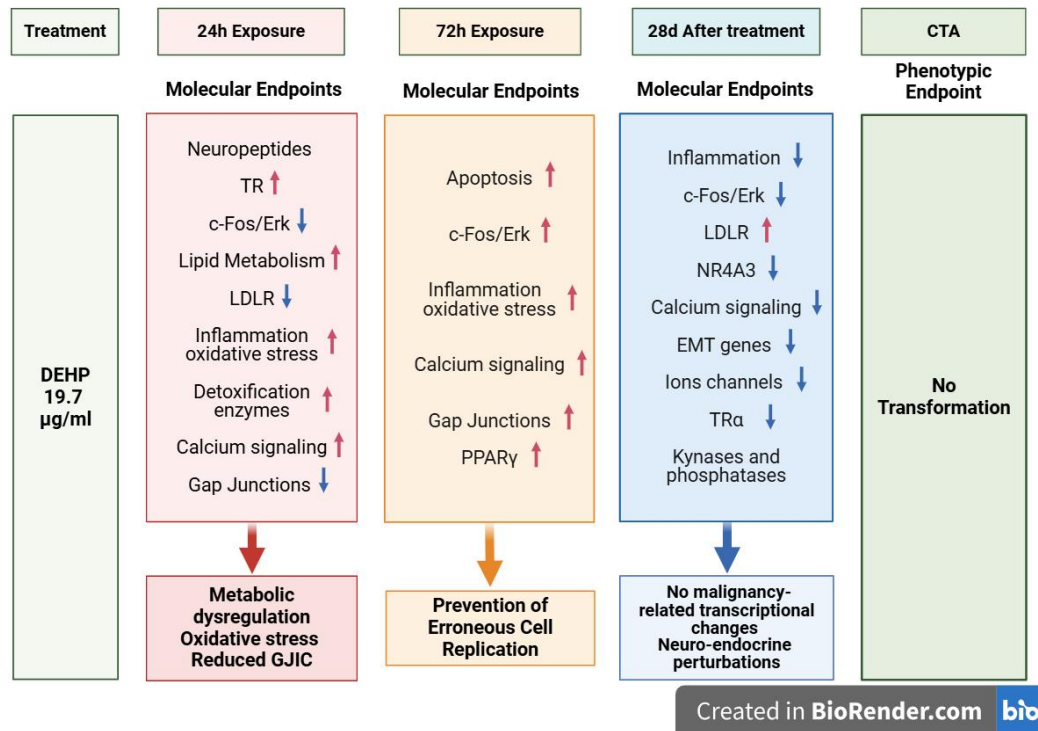 Treatment
24h Exposure
72h Exposure
28d After treatment
CTA
Molecular Endpoints
Molecular Endpoints
Molecular Endpoints
Phenotypic
Endpoint
DEHP
19.7
µg/ml
Neuropeptides
TR ↑
c-Fos/Erk ↓
Lipid Metabolism ↑
LDLR ↓
Inflammation
oxidative stress ↑
Detoxification
enzymes ↑
Calcium signaling ↑
Gap Junctions ↓
Metabolic
dysregulation
Oxidative stress
Reduced GJIC
Apoptosis ↑
c-Fos/Erk ↑
Inflammation
oxidative stress ↑
Calcium signaling ↑
Gap Junctions ↑
PPARγ ↑
Prevention of
Erroneous Cell
Replication
Inflammation ↓
c-Fos/Erk ↓
LDLR ↑
NR4A3 ↓
Calcium signaling ↓
EMT genes ↓
Ions channels ↓
TRα ↓
Kynases and
phosphatases
No malignancy-
related transcriptional
changes
Neuro-endocrine
perturbations
No
Transformation
Created in BioRender.com bio